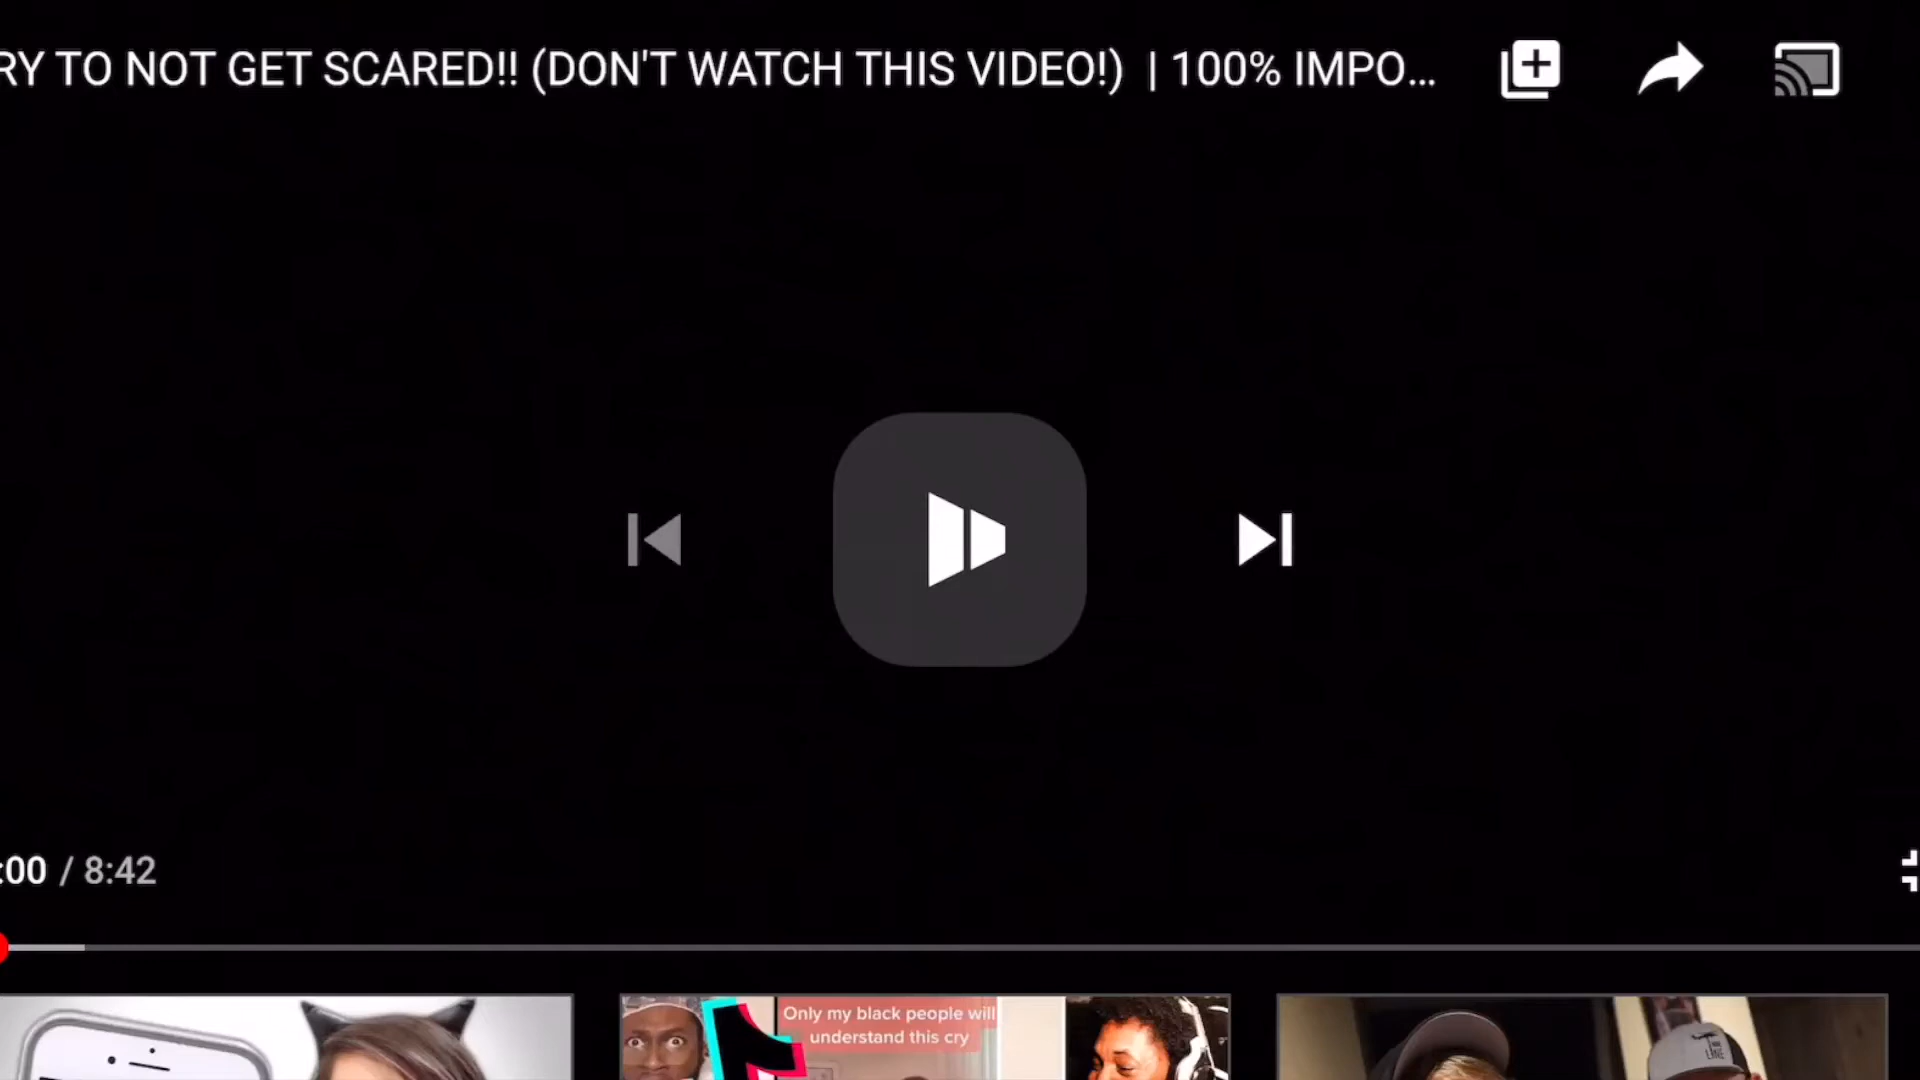 RY TO NOT GET SCARED!! (DON'T WATCH THIS VIDEO!) | 100% IMPO...
:00 / 8:42
Only my black people will
understand this cry